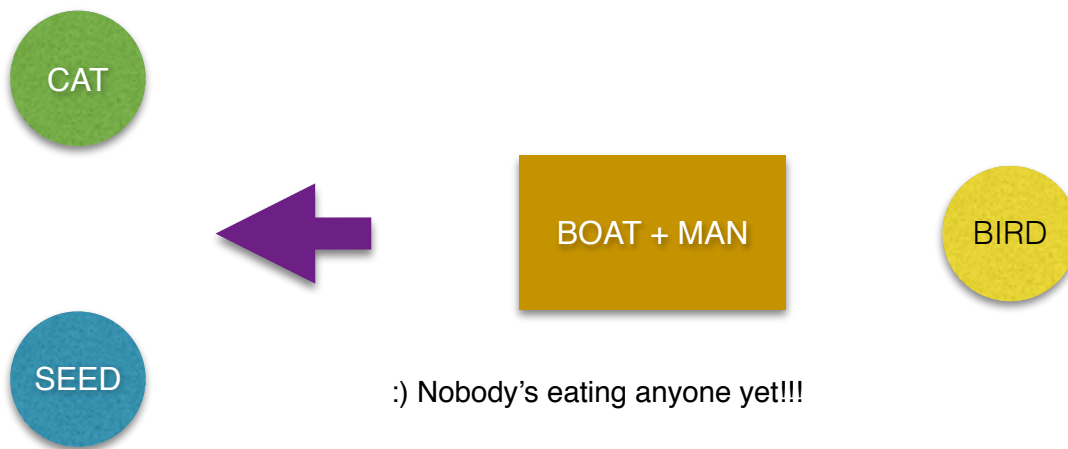 CAT
BOAT + MAN
BIRD
SEED
:) Nobody’s eating anyone yet!!!